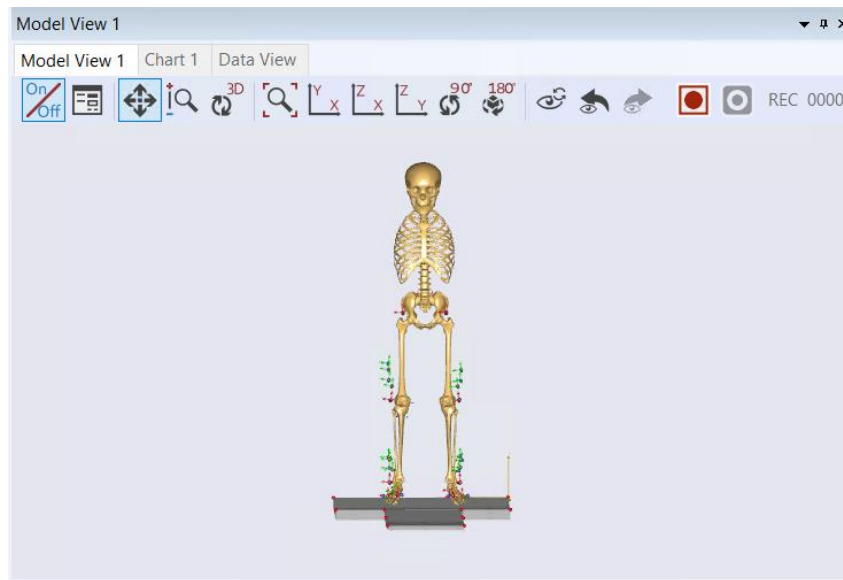 Model View 1
Model View 1 Chart 1 Data View
On Off 3D Y X Z X Z Y 90° 180° REC 0000